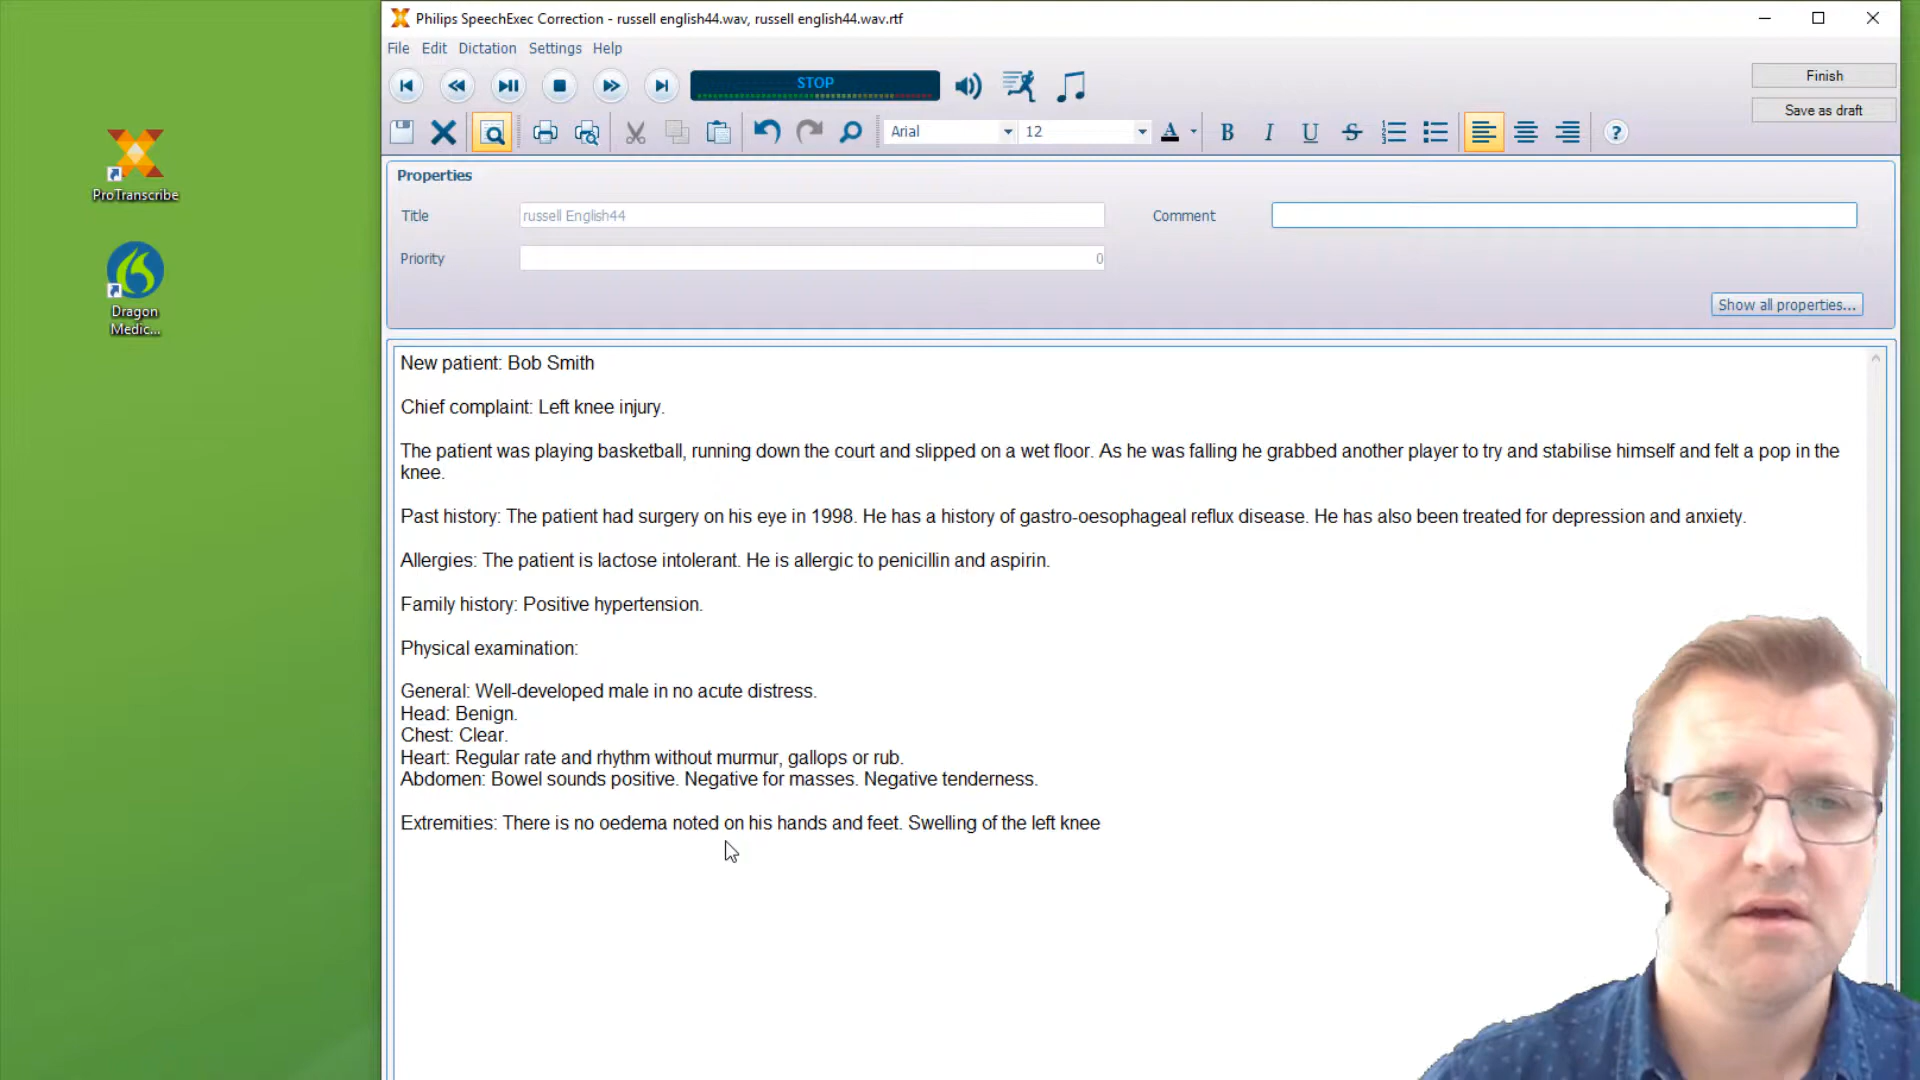 Philips SpeechExec Correction - russell english44.wav, russell english44.wav.rtf
File Edit Dictation Settings Help
STOP
Finish
Save as draft
Arial 12
Properties
Title russell English44 Comment
Priority 0
Show all properties...
ProTranscribe
Dragon
Medic...
New patient: Bob Smith
Chief complaint: Left knee injury.
The patient was playing basketball, running down the court and slipped on a wet floor. As he was falling he grabbed another player to try and stabilise himself and felt a pop in the
knee.
Past history: The patient had surgery on his eye in 1998. He has a history of gastro-oesophageal reflux disease. He has also been treated for depression and anxiety.
Allergies: The patient is lactose intolerant. He is allergic to penicillin and aspirin.
Family history: Positive hypertension.
Physical examination:
General: Well-developed male in no acute distress.
Head: Benign.
Chest: Clear.
Heart: Regular rate and rhythm without murmur, gallops or rub.
Abdomen: Bowel sounds positive. Negative for masses. Negative tenderness.
Extremities: There is no oedema noted on his hands and feet. Swelling of the left knee